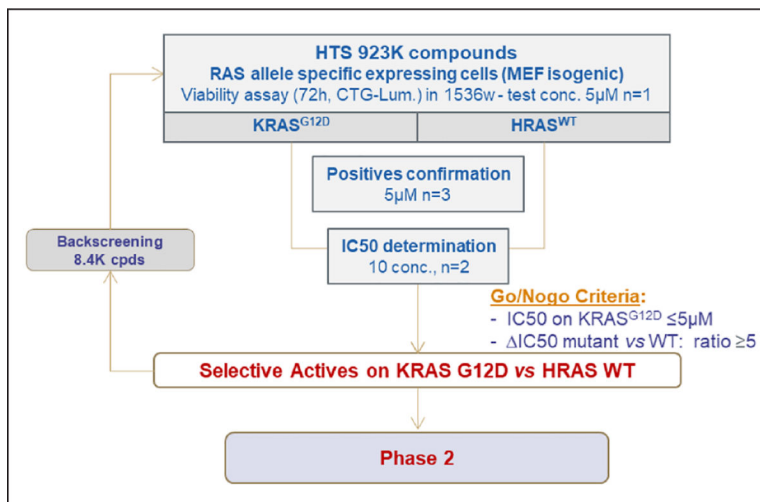 HTS 923K compounds
RAS allele specific expressing cells (MEF isogenic)
Viability assay (72h, CTG-Lum.) in 1536w - test conc. 5µM n=1
KRASG12D
HRASWT
Positives confirmation
5µM n=3
Backscreening
8.4K cpds
IC50 determination
10 conc., n=2
Go/Nogo Criteria:
- IC50 on KRASG12D ≤5µM
- ΔIC50 mutant vs WT: ratio ≥5
Selective Actives on KRAS G12D vs HRAS WT
Phase 2